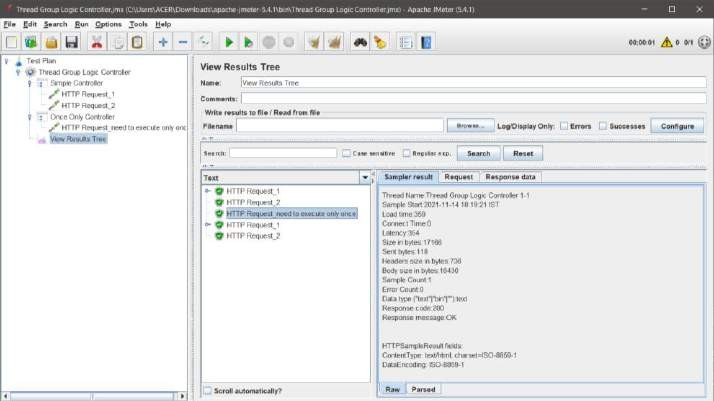 Thread Group Logic Controller.jmx (C:\Users\ACER\Downloads\apache-jmeter-5.4.1\bin\Thread Group Logic Controller.jmx) - Apache JMeter (5.4.1)
File Edit Search Run Options Tools Help
00:00:01 0 0/1
Test Plan
Thread Group Logic Controller
Simple Controller
HTTP Request_1
HTTP Request_2
Once Only Controller
HTTP Request_need to execute only onc
View Results Tree
View Results Tree
Name: View Results Tree
Comments:
Write results to file / Read from file
Filename Browse... Log/Display Only: Errors Successes Configure
Search: Case sensitive Regular exp. Search Reset
Text
HTTP Request_1
HTTP Request_2
HTTP Request_need to execute only once
HTTP Request_1
HTTP Request_2
Scroll automatically?
Sampler result Request Response data
Thread Name:Thread Group Logic Controller 1-1
Sample Start:2021-11-14 18:19:21 IST
Load time:359
Connect Time:0
Latency:354
Size in bytes:17166
Sent bytes:118
Headers size in bytes:736
Body size in bytes:16430
Sample Count:1
Error Count:0
Data type ("text"|"bin"|""):text
Response code:200
Response message:OK
HTTPSampleResult fields:
ContentType: text/html; charset=ISO-8859-1
DataEncoding: ISO-8859-1
Raw Parsed